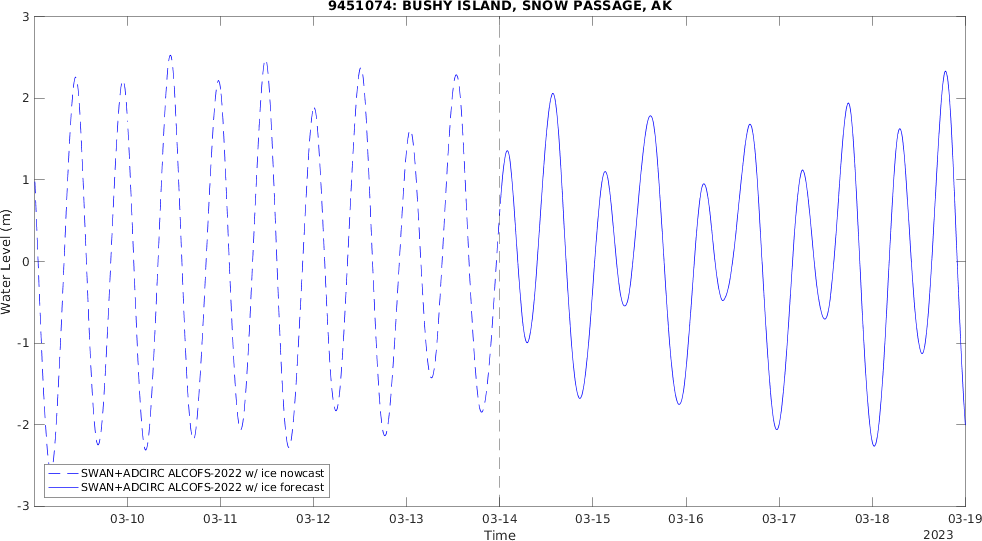 9451074: BUSHY ISLAND, SNOW PASSAGE, AK
Water Level (m)
3
2
1
0
-1
-2
-3
SWAN+ADCIRC ALCOFS-2022 w/ ice nowcast
SWAN+ADCIRC ALCOFS-2022 w/ ice forecast
03-10 03-11 03-12 03-13 03-14 03-15 03-16 03-17 03-18 03-19
Time
2023